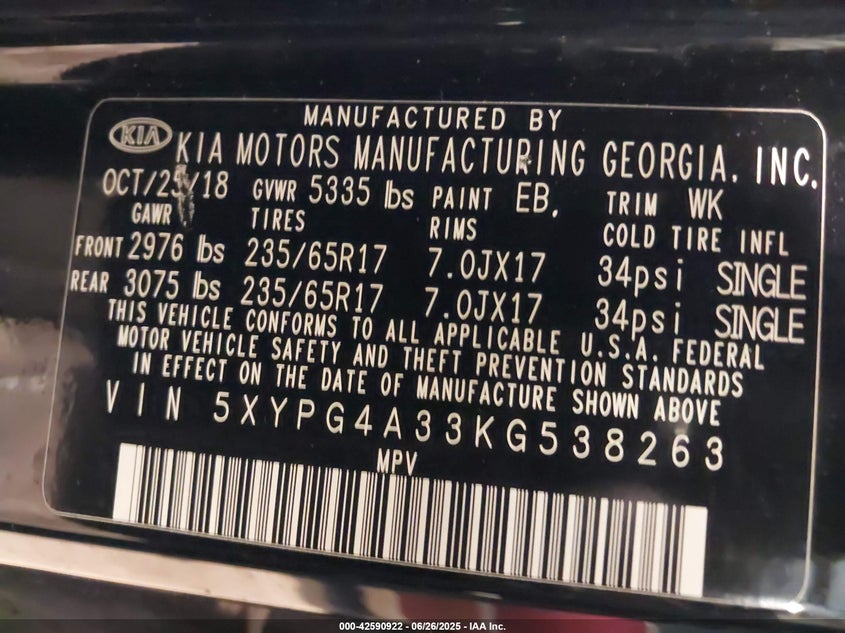 MANUFACTURED BY
KIA KIA MOTORS MANUFACTURING GEORGIA, INC.
OCT/25/18 GVWR 5335 lbs PAINT EB, TRIM WK
GAWR TIRES RIMS COLD TIRE INFL
FRONT 2976 lbs 235/65R17 7.0JX17 34psi SINGLE
REAR 3075 lbs 235/65R17 7.0JX17 34psi SINGLE
THIS VEHICLE CONFORMS TO ALL APPLICABLE U.S.A. FEDERAL
MOTOR VEHICLE SAFETY AND THEFT PREVENTION STANDARDS
IN EFFECT ON THE DATE OF MANUFACTURE SHOWN ABOVE
VIN 5XYPG4A33KG538263
MPV
000-42590922 - 06/26/2025 - IAA Inc.